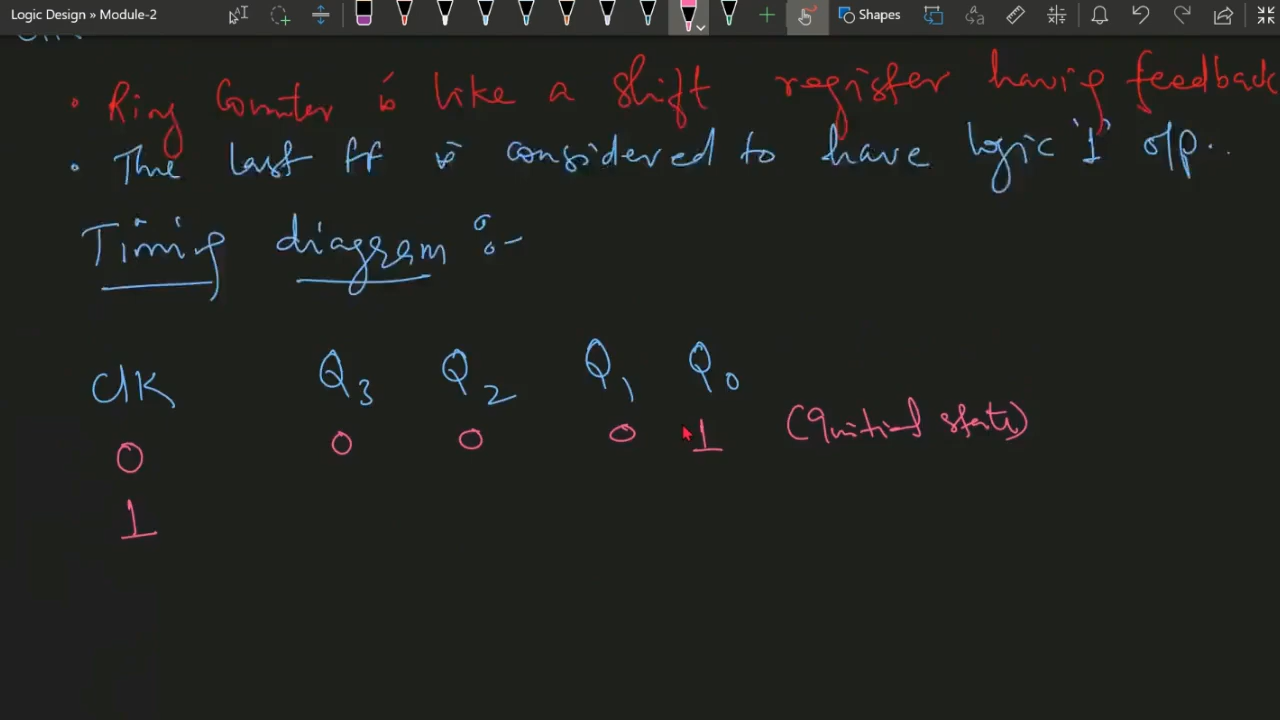 Logic Design » Module-2
Shapes
clk
• Ring Counter is like a shift register having feedback
• The last ff is considered to have logic '1' o/p..
Timing diagram :-
Clk Q3 Q2 Q1 Q0
0 0 0 0 1 (Initial state)
1